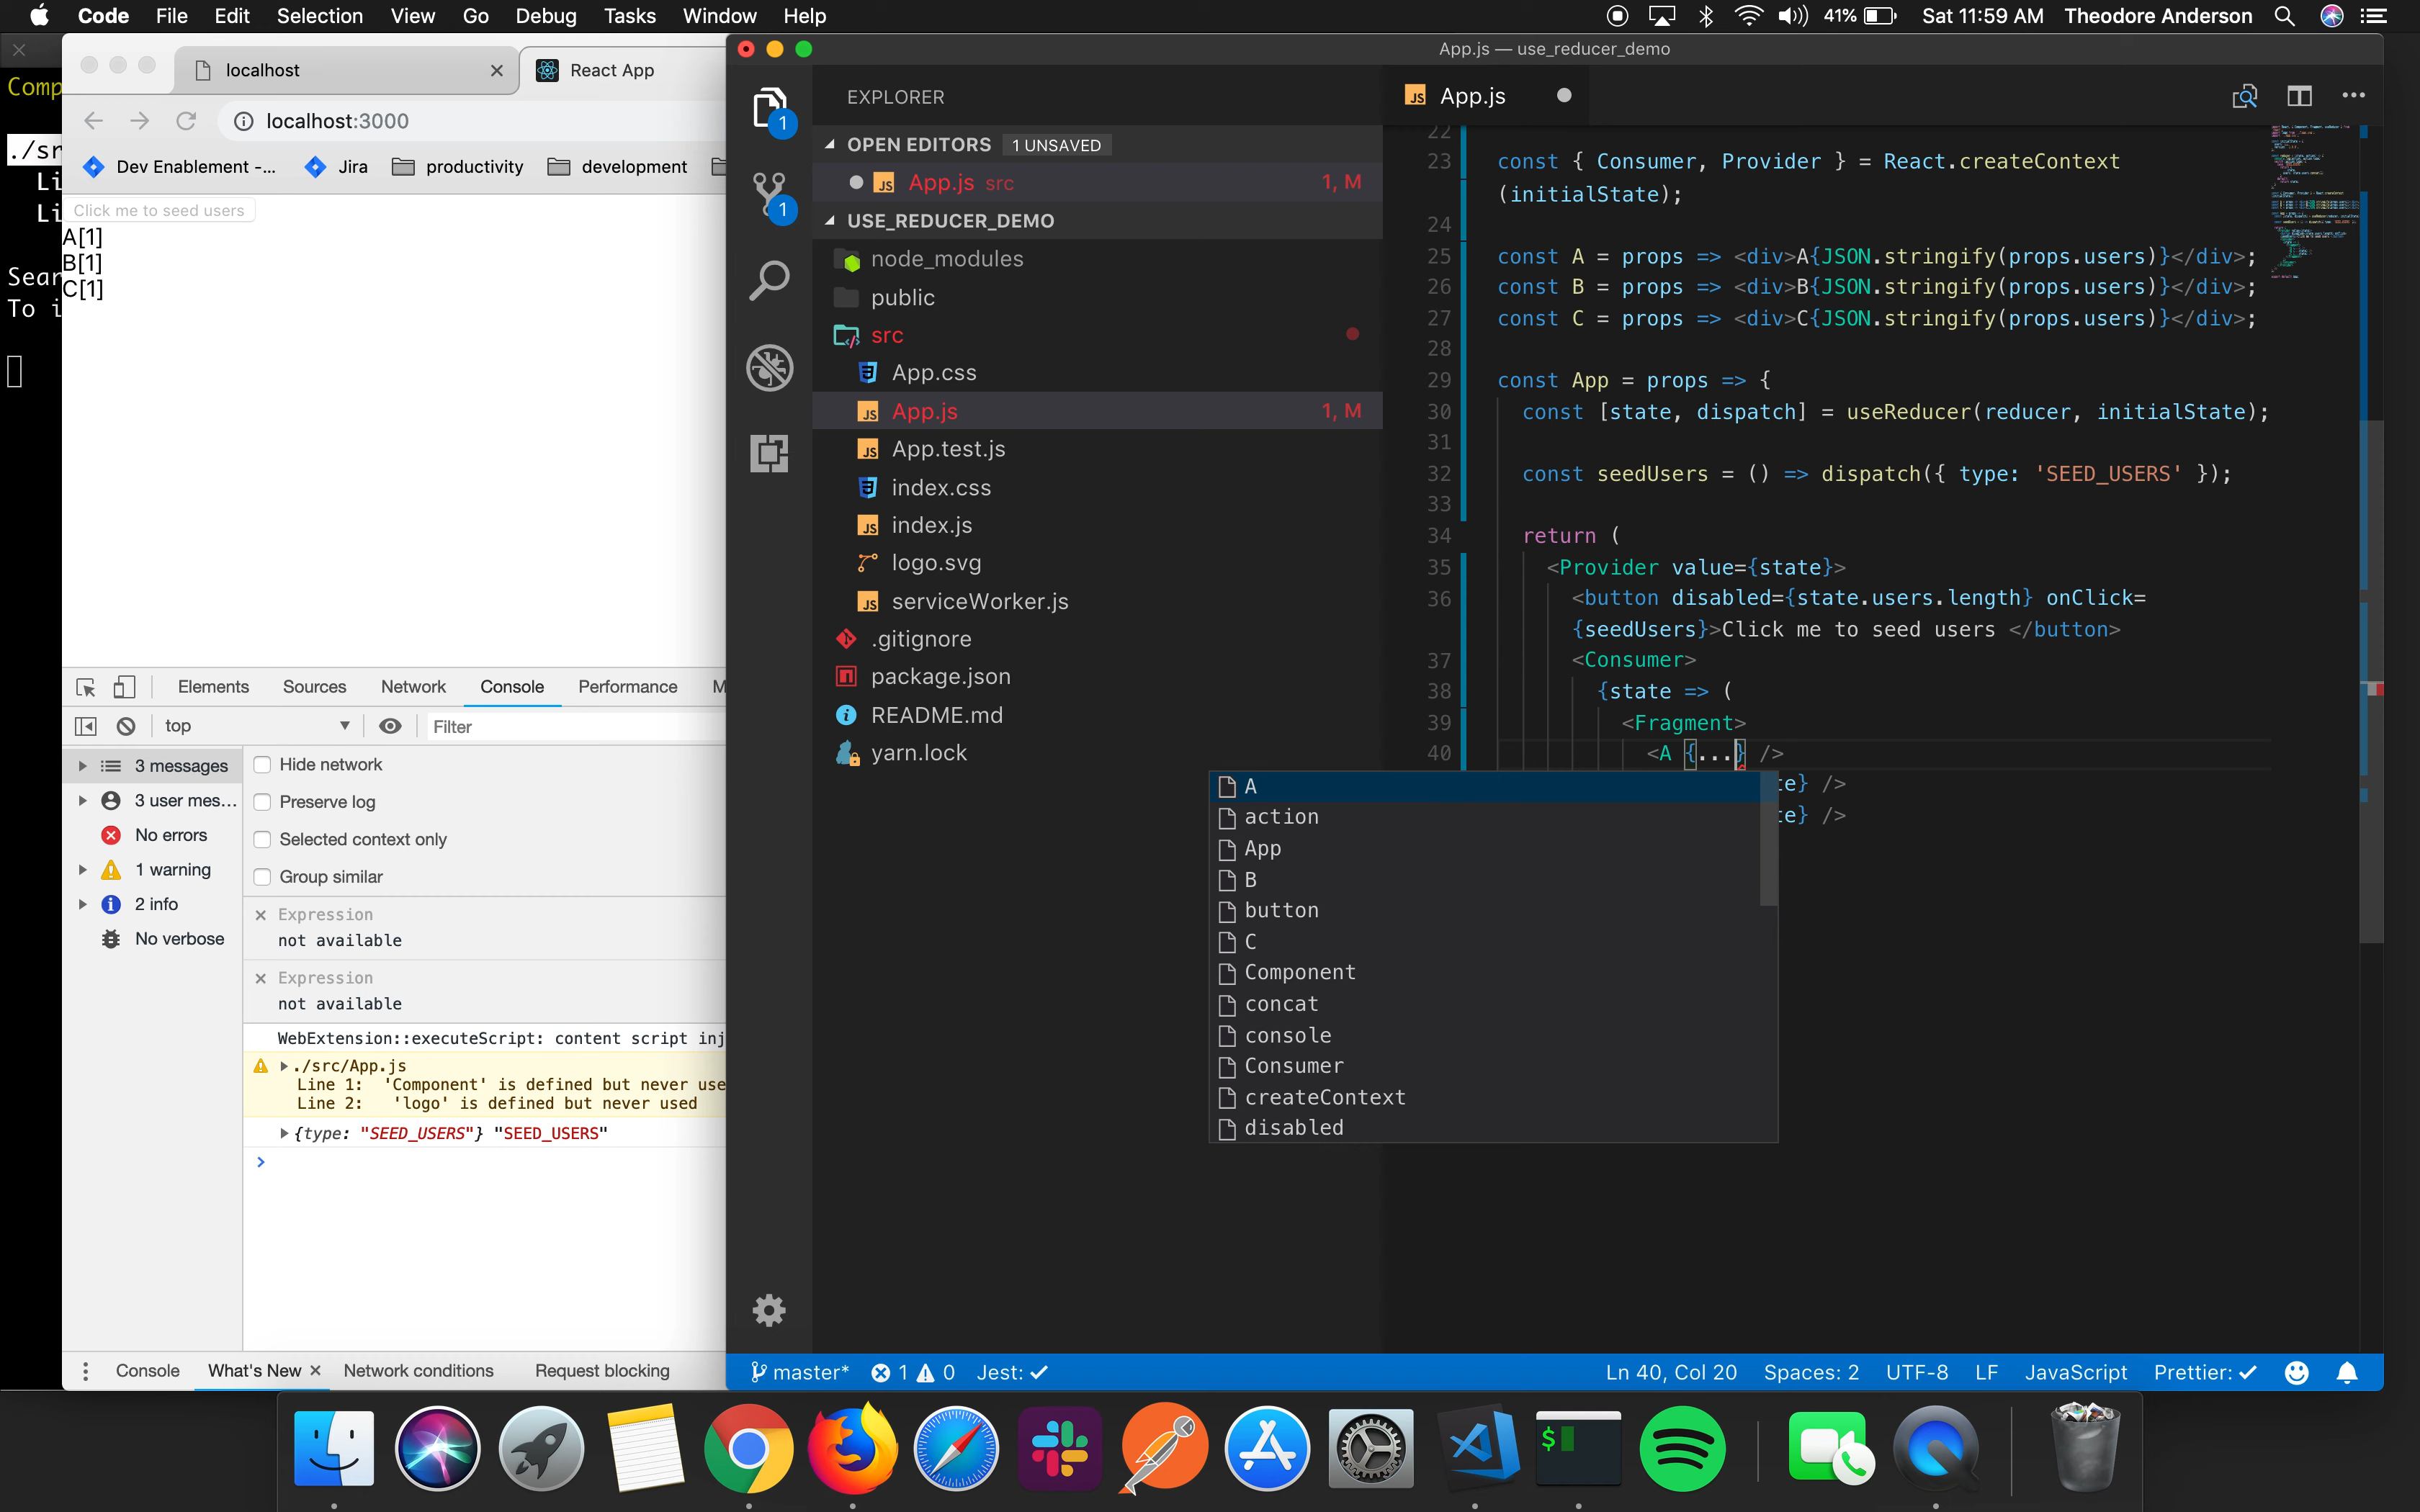 Code File Edit Selection View Go Debug Tasks Window Help
41% Sat 11:59 AM Theodore Anderson
Comp
./sr
Li
Li
Sear
To i
localhost
React App
localhost:3000
Dev Enablement -... Jira productivity development
Click me to seed users
A[1]
B[1]
C[1]
Elements Sources Network Console Performance M
top Filter
3 messages
3 user mes...
No errors
1 warning
2 info
No verbose
Hide network
Preserve log
Selected context only
Group similar
Expression
not available
Expression
not available
WebExtension::executeScript: content script inj
./src/App.js
Line 1: 'Component' is defined but never use
Line 2: 'logo' is defined but never used
{type: "SEED_USERS"} "SEED_USERS"
Console What's New Network conditions Request blocking
App.js — use_reducer_demo
EXPLORER
OPEN EDITORS 1 UNSAVED
App.js src 1, M
USE_REDUCER_DEMO
node_modules
public
src
App.css
App.js 1, M
App.test.js
index.css
index.js
logo.svg
serviceWorker.js
.gitignore
package.json
README.md
yarn.lock
1
1
JS App.js
22
23 const { Consumer, Provider } = React.createContext
(initialState);
24
25 const A = props => <div>A{JSON.stringify(props.users)}</div>;
26 const B = props => <div>B{JSON.stringify(props.users)}</div>;
27 const C = props => <div>C{JSON.stringify(props.users)}</div>;
28
29 const App = props => {
30 const [state, dispatch] = useReducer(reducer, initialState);
31
32 const seedUsers = () => dispatch({ type: 'SEED_USERS' });
33
34 return (
35 <Provider value={state}>
36 <button disabled={state.users.length} onClick=
{seedUsers}>Click me to seed users </button>
37 <Consumer>
38 {state => (
39 <Fragment>
40 <A {...} />
te} />
te} />
A
action
App
B
button
C
Component
concat
console
Consumer
createContext
disabled
master* 1 0 Jest: ✓
Ln 40, Col 20 Spaces: 2 UTF-8 LF JavaScript Prettier: ✓